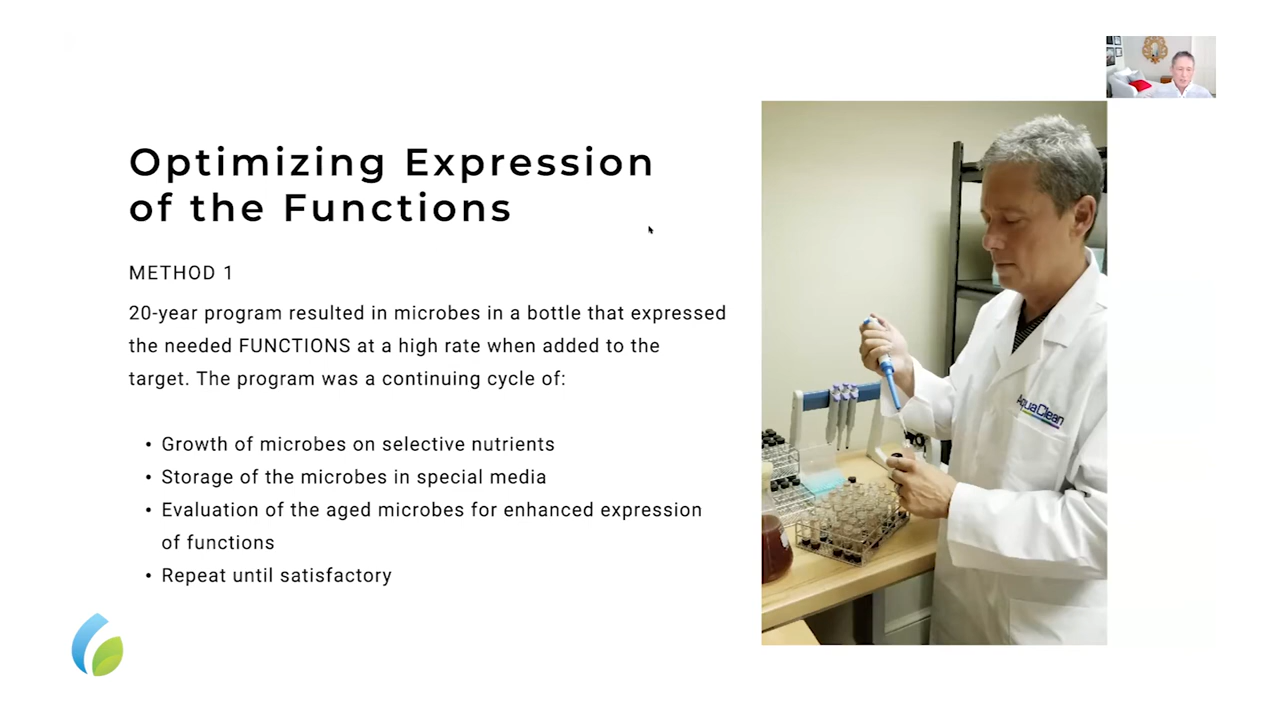 Optimizing Expression
of the Functions
METHOD 1
20-year program resulted in microbes in a bottle that expressed
the needed FUNCTIONS at a high rate when added to the
target. The program was a continuing cycle of:
• Growth of microbes on selective nutrients
• Storage of the microbes in special media
• Evaluation of the aged microbes for enhanced expression
of functions
• Repeat until satisfactory
AquaClean